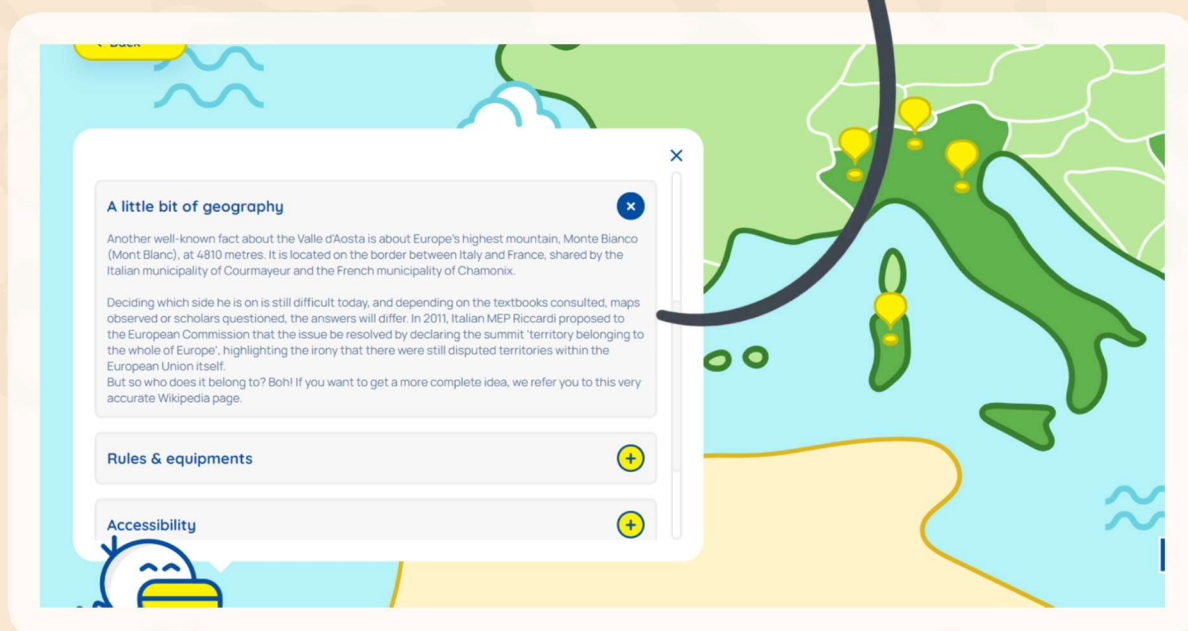 Back
A little bit of geography
Another well-known fact about the Valle d'Aosta is about Europe's highest mountain, Monte Bianco
(Mont Blanc), at 4810 metres. It is located on the border between Italy and France, shared by the
Italian municipality of Courmayeur and the French municipality of Chamonix.
Deciding which side he is on is still difficult today, and depending on the textbooks consulted, maps
observed or scholars questioned, the answers will differ. In 2011, Italian MEP Riccardi proposed to
the European Commission that the issue be resolved by declaring the summit 'territory belonging to
the whole of Europe', highlighting the irony that there were still disputed territories within the
European Union itself.
But so who does it belong to? Boh! If you want to get a more complete idea, we refer you to this very
accurate Wikipedia page.
Rules & equipments
Accessibility